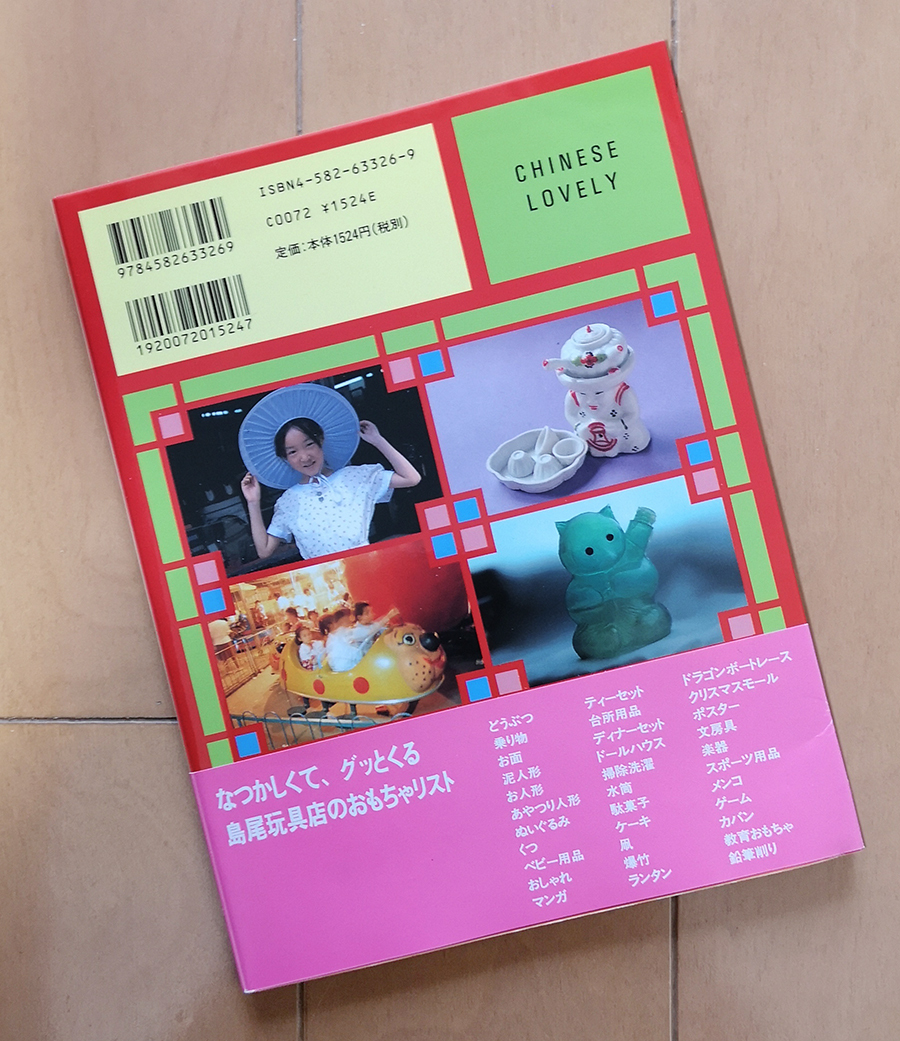 ISBN4-582-63326-9
C0072 ¥1524E
定価：本体1524円(税別)
9784582633269
1920072015247
CHINESE
LOVELY
なつかしくて、グッとくる
島尾玩具店のおもちゃリスト
どうぶつ
乗り物
お面
泥人形
お人形
あやつり人形
ぬいぐるみ
くつ
ベビー用品
おしゃれ
マンガ
ティーセット
台所用品
ディナーセット
ドールハウス
掃除洗濯
水筒
駄菓子
ケーキ
凧
爆竹
ランタン
ドラゴンボートレース
クリスマスモール
ポスター
文房具
楽器
スポーツ用品
メンコ
ゲーム
カバン
教育おもちゃ
鉛筆削り